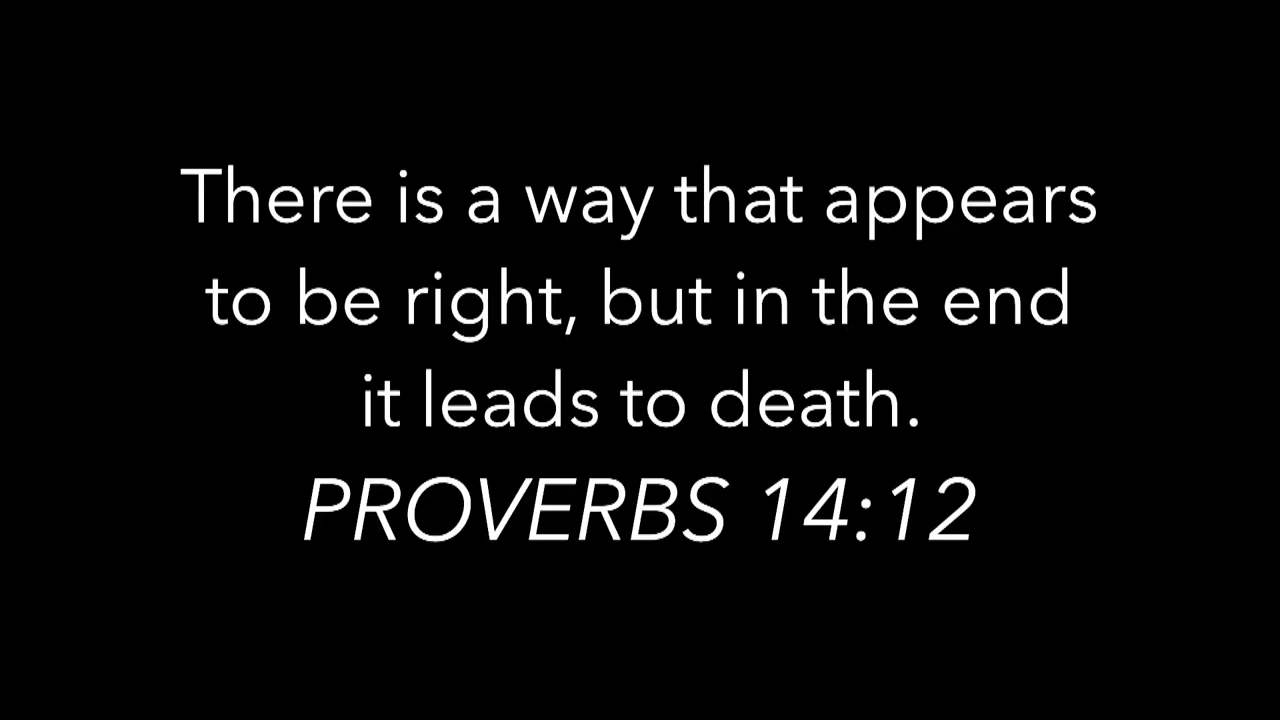 There is a way that appears
to be right, but in the end
it leads to death.
PROVERBS 14:12